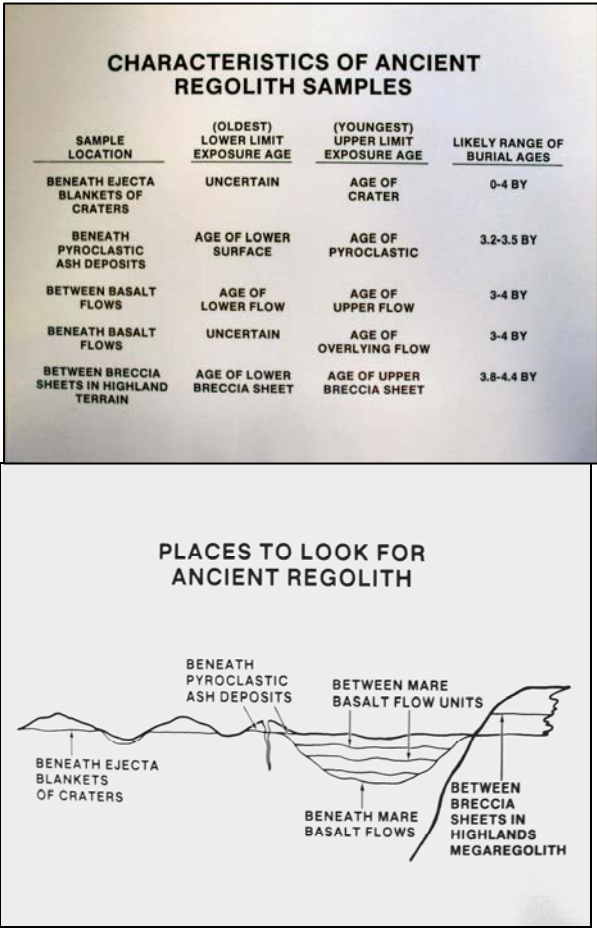 CHARACTERISTICS OF ANCIENT
REGOLITH SAMPLES
SAMPLE
LOCATION
(OLDEST)
LOWER LIMIT
EXPOSURE AGE
(YOUNGEST)
UPPER LIMIT
EXPOSURE AGE
LIKELY RANGE OF
BURIAL AGES
BENEATH EJECTA
BLANKETS OF
CRATERS
UNCERTAIN
AGE OF
CRATER
0-4 BY
BENEATH
PYROCLASTIC
ASH DEPOSITS
AGE OF LOWER
SURFACE
AGE OF
PYROCLASTIC
3.2-3.5 BY
BETWEEN BASALT
FLOWS
AGE OF
LOWER FLOW
AGE OF
UPPER FLOW
3-4 BY
BENEATH BASALT
FLOWS
UNCERTAIN
AGE OF
OVERLYING FLOW
3-4 BY
BETWEEN BRECCIA
SHEETS IN HIGHLAND
TERRAIN
AGE OF LOWER
BRECCIA SHEET
AGE OF UPPER
BRECCIA SHEET
3.8-4.4 BY
PLACES TO LOOK FOR
ANCIENT REGOLITH
BENEATH
PYROCLASTIC
ASH DEPOSITS
BETWEEN MARE
BASALT FLOW UNITS
BENEATH EJECTA
BLANKETS
OF CRATERS
BENEATH MARE
BASALT FLOWS
BETWEEN
BRECCIA
SHEETS IN
HIGHLANDS
MEGAREGOLITH